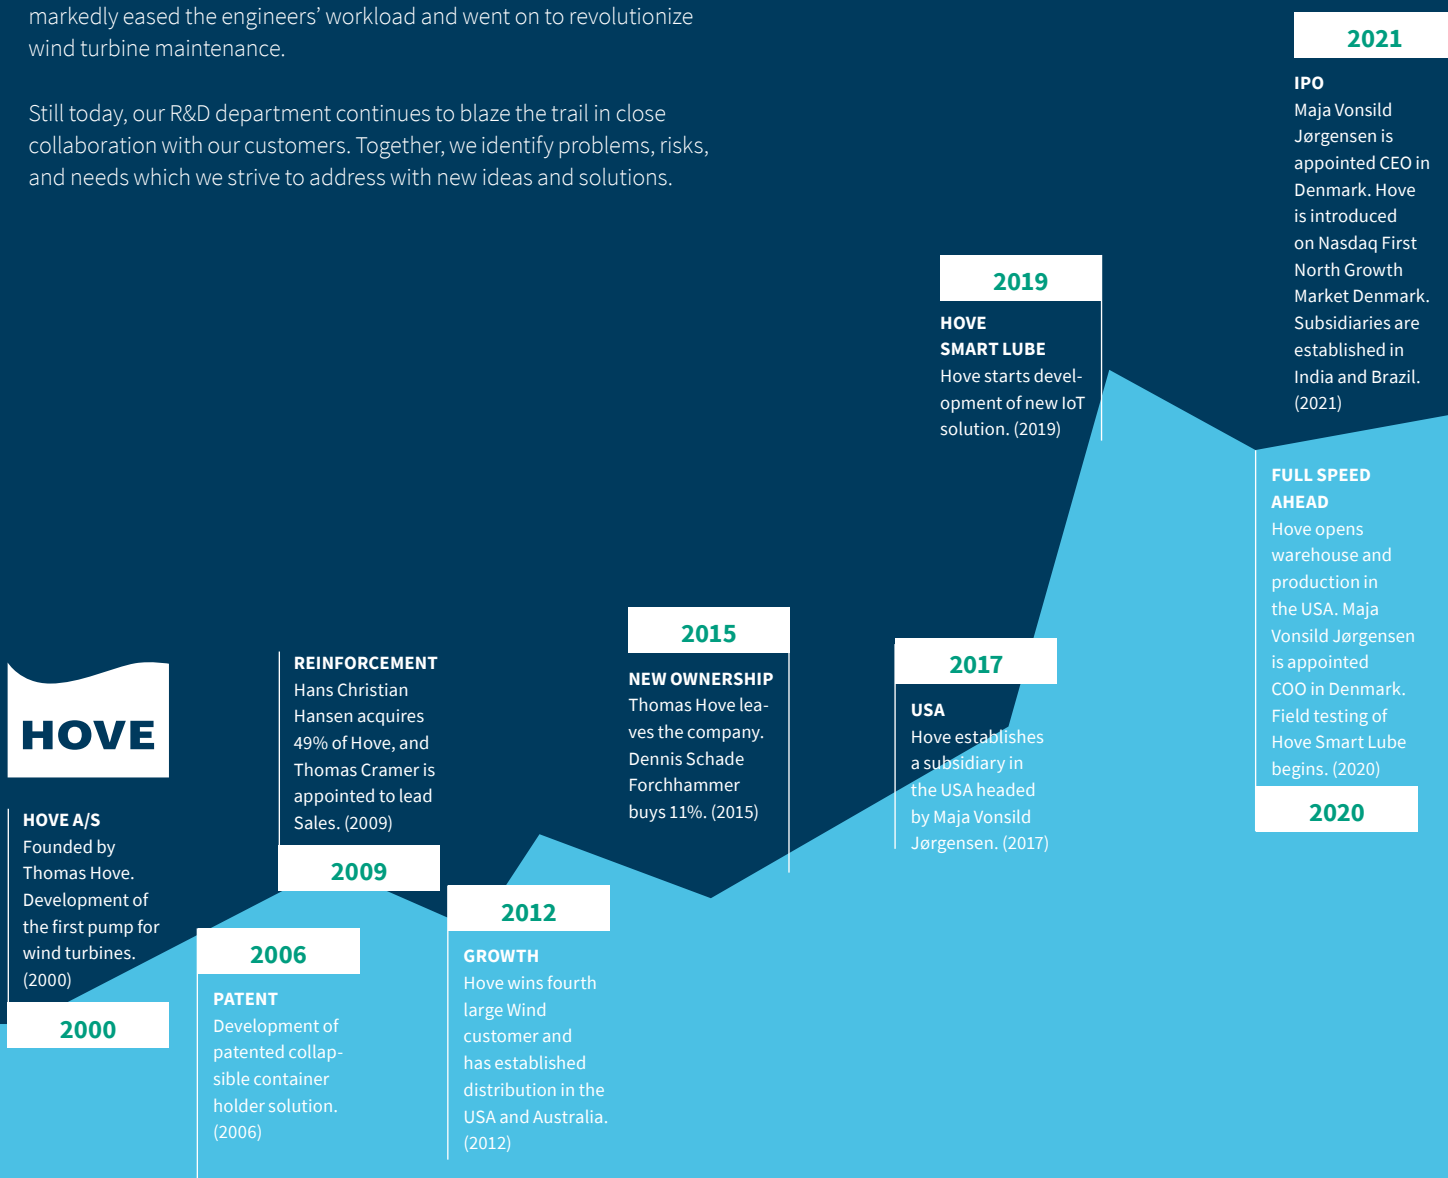 markedly eased the engineers’ workload and went on to revolutionize
wind turbine maintenance.
Still today, our R&D department continues to blaze the trail in close
collaboration with our customers. Together, we identify problems, risks,
and needs which we strive to address with new ideas and solutions.
HOVE
HOVE A/S
Founded by
Thomas Hove.
Development of
the first pump for
wind turbines.
(2000)
2000
2006
PATENT
Development of
patented collap-
sible container
holder solution.
(2006)
REINFORCEMENT
Hans Christian
Hansen acquires
49% of Hove, and
Thomas Cramer is
appointed to lead
Sales. (2009)
2009
2012
GROWTH
Hove wins fourth
large Wind
customer and
has established
distribution in the
USA and Australia.
(2012)
2015
NEW OWNERSHIP
Thomas Hove lea-
ves the company.
Dennis Schade
Forchhammer
buys 11%. (2015)
2017
USA
Hove establishes
a subsidiary in
the USA headed
by Maja Vonsild
Jørgensen. (2017)
2019
HOVE
SMART LUBE
Hove starts devel-
opment of new IoT
solution. (2019)
FULL SPEED
AHEAD
Hove opens
warehouse and
production in
the USA. Maja
Vonsild Jørgensen
is appointed
COO in Denmark.
Field testing of
Hove Smart Lube
begins. (2020)
2020
2021
IPO
Maja Vonsild
Jørgensen is
appointed CEO in
Denmark. Hove
is introduced
on Nasdaq First
North Growth
Market Denmark.
Subsidiaries are
established in
India and Brazil.
(2021)